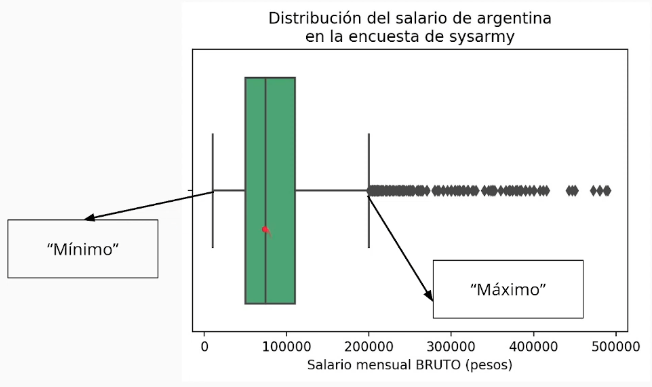 Distribución del salario de argentina
en la encuesta de sysarmy
“Mínimo”
“Máximo”
0 100000 200000 300000 400000 500000
Salario mensual BRUTO (pesos)